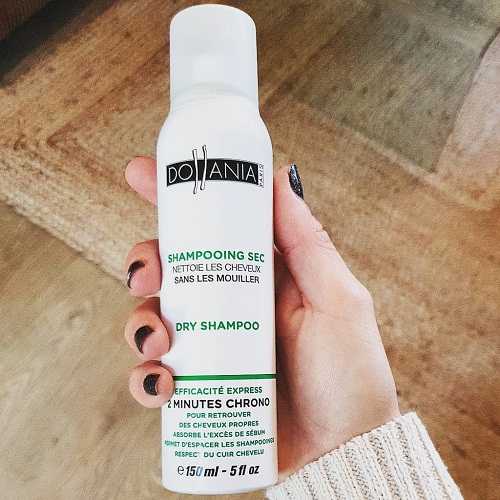 DOLLANIA
PARIS
SHAMPOOING SEC
NETTOIE LES CHEVEUX
SANS LES MOUILLER
DRY SHAMPOO
EFFICACITÉ EXPRESS
2 MINUTES CHRONO
POUR RETROUVER
DES CHEVEUX PROPRES
ABSORBE L'EXCÈS DE SÉBUM
PERMET D'ESPACER LES SHAMPOOINGS
RESPECT DU CUIR CHEVELU
e 150 ml - 5 fl oz